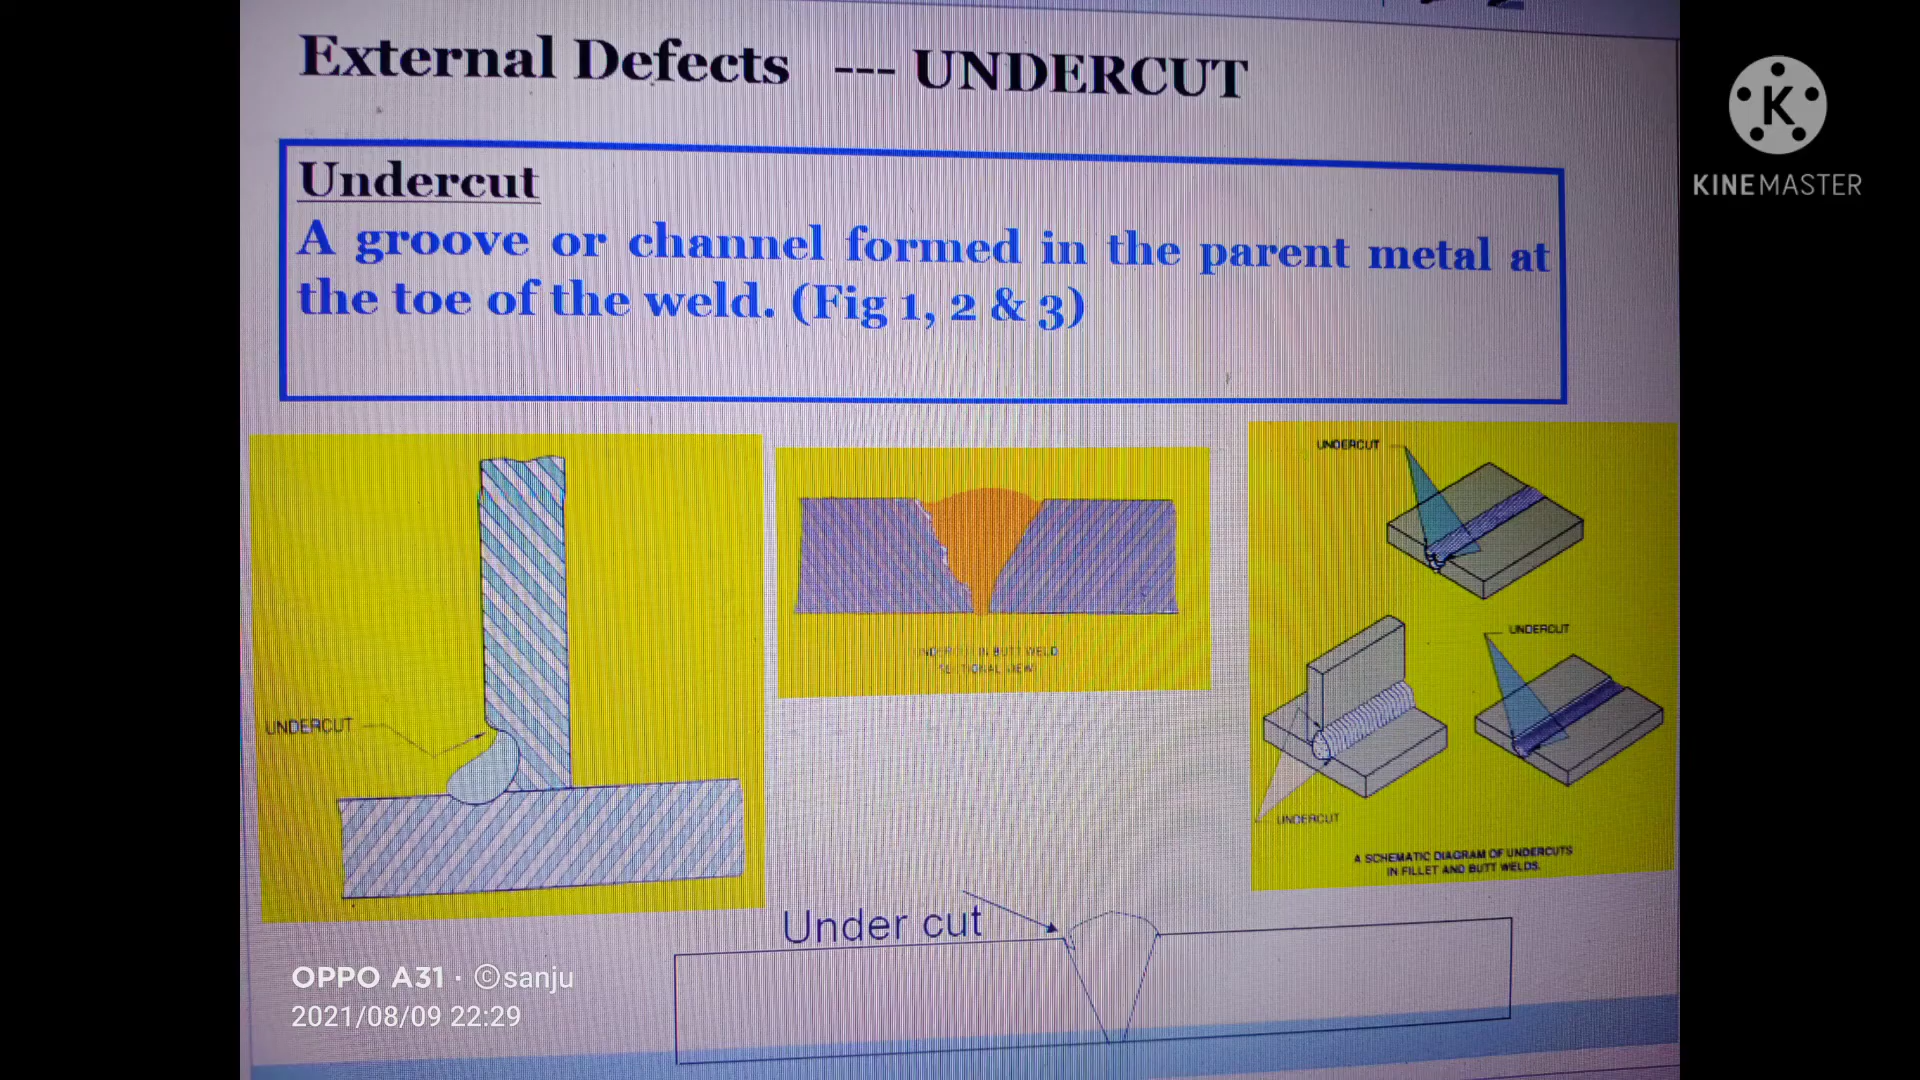 External Defects --- UNDERCUT
KINEMASTER
Undercut
A groove or channel formed in the parent metal at
the toe of the weld. (Fig 1, 2 & 3)
UNDERCUT
UNDERCUT
UNDERCUT
UNDERCUT
IN BUTT WELD
A SCHEMATIC DIAGRAM OF UNDERCUTS
IN FILLET AND BUTT WELDS.
Under cut
OPPO A31 · ©sanju
2021/08/09 22:29